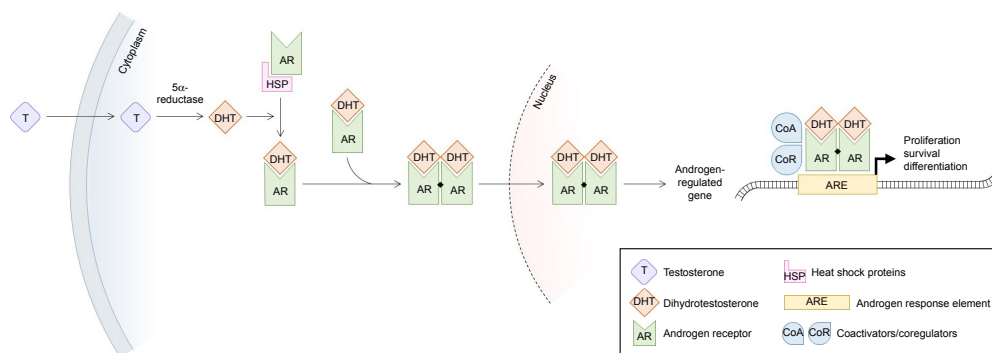 Cytoplasm
Nucleus
5α-
reductase
T
T
DHT
AR
HSP
DHT
AR
DHT
AR
DHT DHT
AR AR
DHT DHT
AR AR
Androgen-
regulated
gene
CoA
CoR
DHT DHT
AR AR
ARE
Proliferation
survival
differentiation
T Testosterone
DHT Dihydrotestosterone
AR Androgen receptor
HSP Heat shock proteins
ARE Androgen response element
CoA CoR Coactivators/coregulators